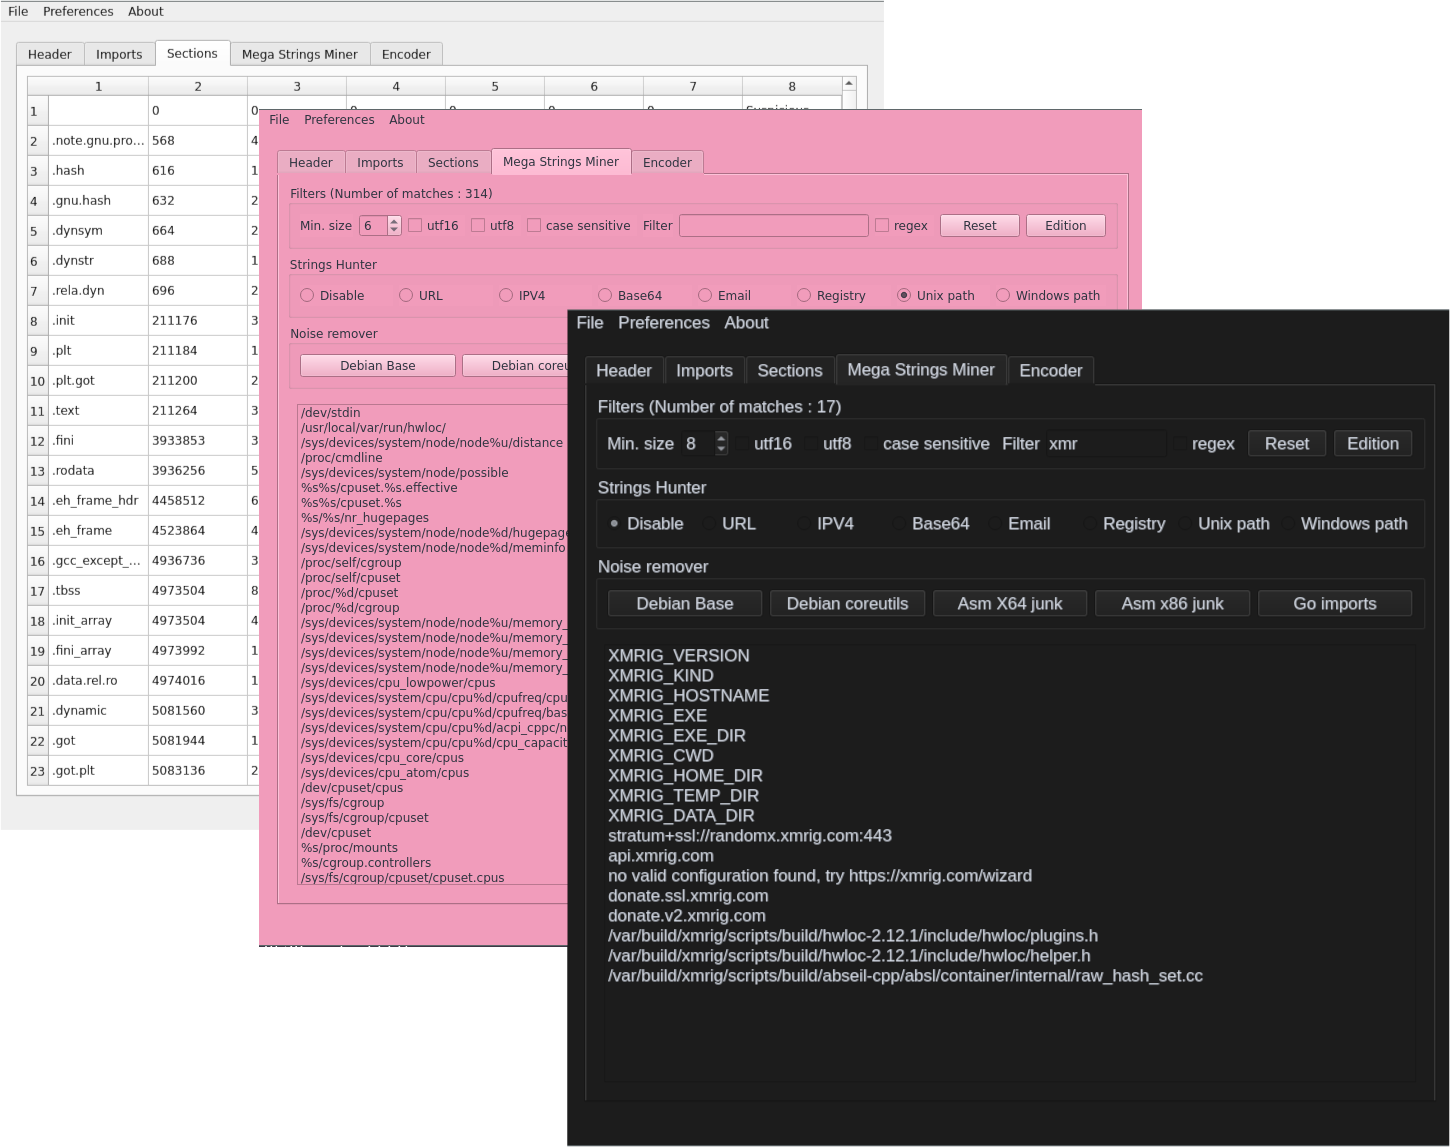 File Preferences About
Header Imports Sections Mega Strings Miner Encoder
1 2 3 4 5 6 7 8
1 0 0 0 0 0 0 Suspicious
2 .note.gnu.pro... 568 4
3 .hash 616 1
4 .gnu.hash 632 2
5 .dynsym 664 2
6 .dynstr 688 1
7 .rela.dyn 696 2
8 .init 211176 3
9 .plt 211184 1
10 .plt.got 211200 2
11 .text 211264 3
12 .fini 3933853 3
13 .rodata 3936256 5
14 .eh_frame_hdr 4458512 6
15 .eh_frame 4523864 4
16 .gcc_except_... 4936736 3
17 .tbss 4973504 8
18 .init_array 4973504 4
19 .fini_array 4973992 1
20 .data.rel.ro 4974016 1
21 .dynamic 5081560 3
22 .got 5081944 1
23 .got.plt 5083136 2
File Preferences About
Header Imports Sections Mega Strings Miner Encoder
Filters (Number of matches : 314)
Min. size 6 utf16 utf8 case sensitive Filter regex Reset Edition
Strings Hunter
Disable URL IPV4 Base64 Email Registry Unix path Windows path
Noise remover
Debian Base Debian coreu
/dev/stdin
/usr/local/var/run/hwloc/
/sys/devices/system/node/node%u/distance
/proc/cmdline
/sys/devices/system/node/possible
%s%s/cpuset.%s.effective
%s%s/cpuset.%s
%s/%s/nr_hugepages
/sys/devices/system/node/node%d/hugepage
/sys/devices/system/node/node%d/meminfo
/proc/self/cgroup
/proc/self/cpuset
/proc/%d/cpuset
/proc/%d/cgroup
/sys/devices/system/node/node%u/memory_
/sys/devices/system/node/node%u/memory_
/sys/devices/system/node/node%u/memory_
/sys/devices/system/node/node%u/memory_
/sys/devices/cpu_lowpower/cpus
/sys/devices/system/cpu/cpu%d/cpufreq/cpu
/sys/devices/system/cpu/cpu%d/cpufreq/bas
/sys/devices/system/cpu/cpu%d/acpi_cppc/n
/sys/devices/system/cpu/cpu%d/cpu_capacit
/sys/devices/cpu_core/cpus
/sys/devices/cpu_atom/cpus
/dev/cpuset/cpus
/sys/fs/cgroup
/sys/fs/cgroup/cpuset
/dev/cpuset
%s/proc/mounts
%s/cgroup.controllers
/sys/fs/cgroup/cpuset/cpuset.cpus
File Preferences About
Header Imports Sections Mega Strings Miner Encoder
Filters (Number of matches : 17)
Min. size 8 utf16 utf8 case sensitive Filter xmr regex Reset Edition
Strings Hunter
Disable URL IPV4 Base64 Email Registry Unix path Windows path
Noise remover
Debian Base Debian coreutils Asm X64 junk Asm x86 junk Go imports
XMRIG_VERSION
XMRIG_KIND
XMRIG_HOSTNAME
XMRIG_EXE
XMRIG_EXE_DIR
XMRIG_CWD
XMRIG_HOME_DIR
XMRIG_TEMP_DIR
XMRIG_DATA_DIR
stratum+ssl://randomx.xmrig.com:443
api.xmrig.com
no valid configuration found, try https://xmrig.com/wizard
donate.ssl.xmrig.com
donate.v2.xmrig.com
/var/build/xmrig/scripts/build/hwloc-2.12.1/include/hwloc/plugins.h
/var/build/xmrig/scripts/build/hwloc-2.12.1/include/hwloc/helper.h
/var/build/xmrig/scripts/build/abseil-cpp/absl/container/internal/raw_hash_set.cc